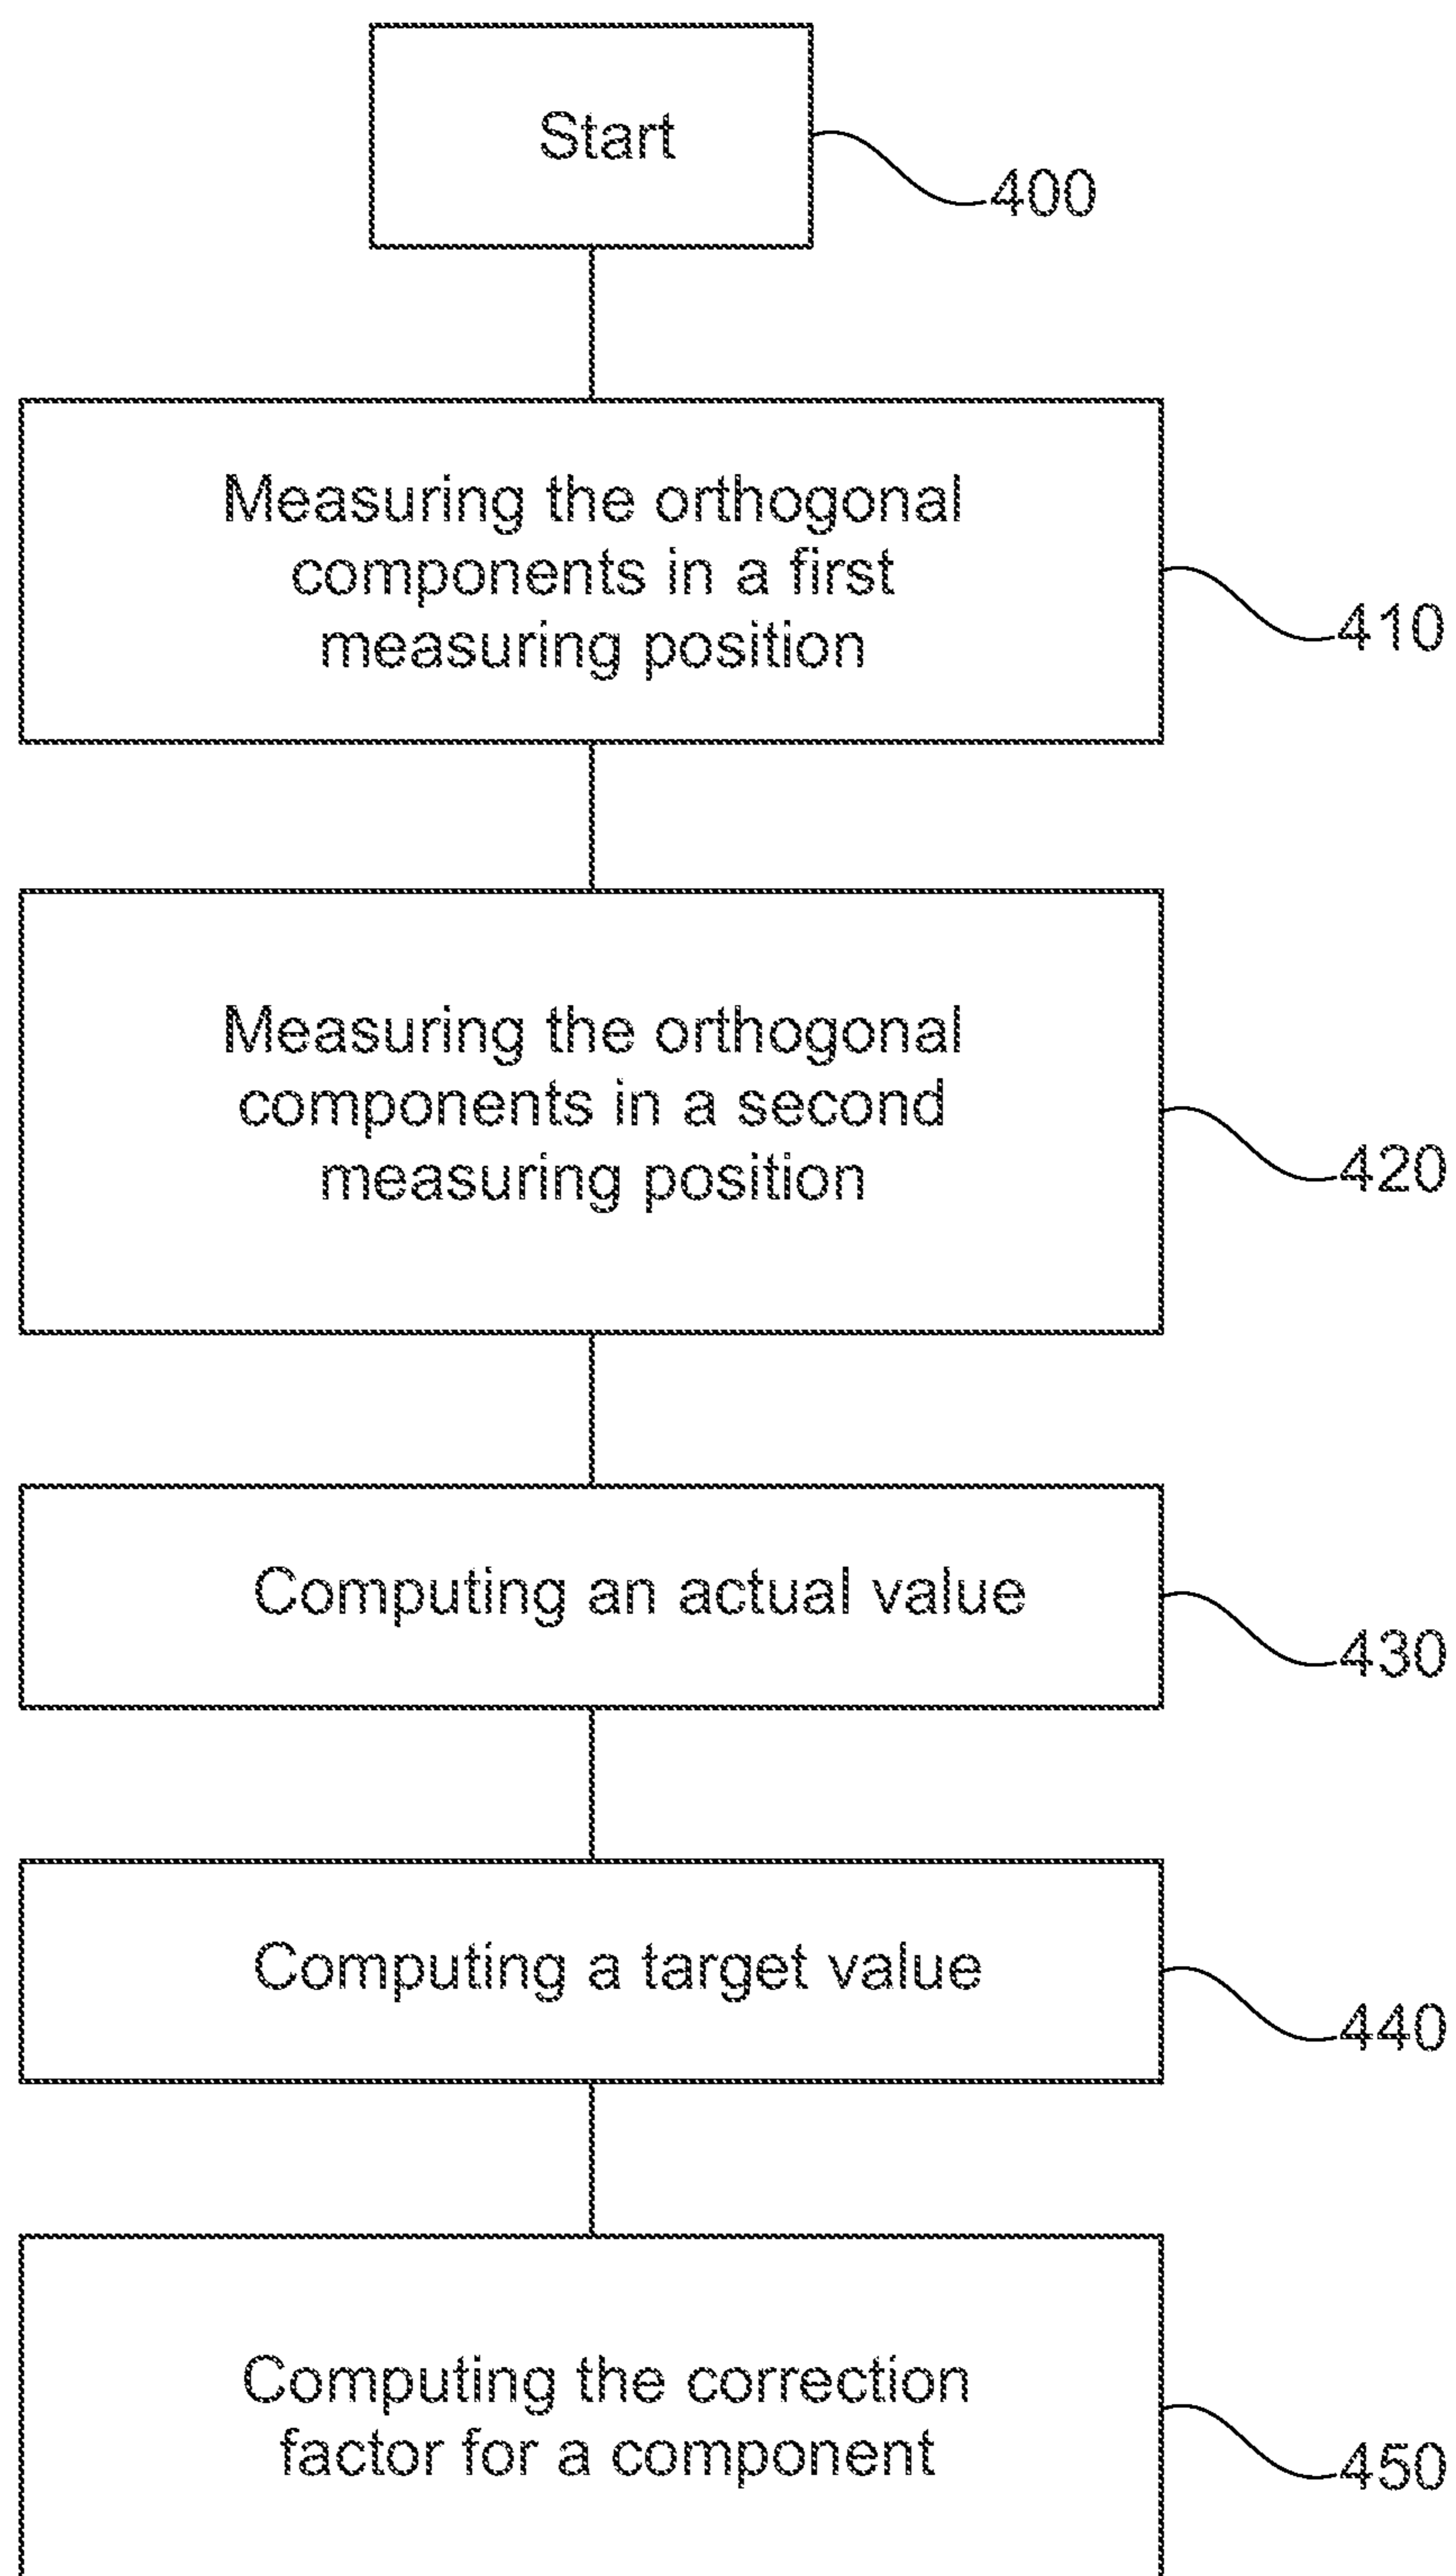 Start
400
Measuring the orthogonal
components in a first
measuring position
410
Measuring the orthogonal
components in a second
measuring position
420
Computing an actual value
430
Computing a target value
440
Computing the correction
factor for a component
450